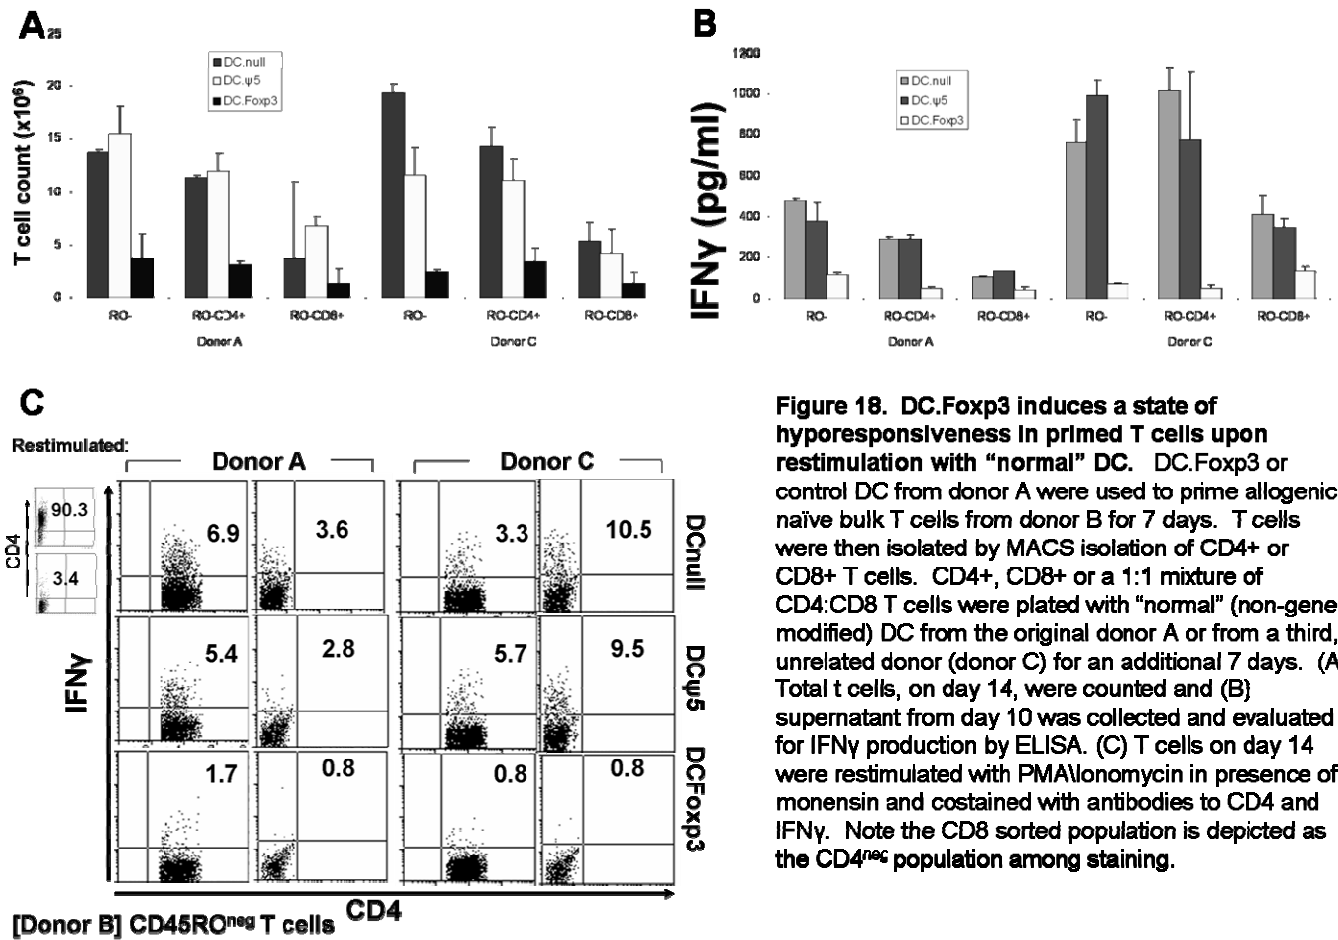 A
25
20
15
10
5
0
T cell count (x10⁶)
DC.null
DC.ψ5
DC.Foxp3
RO-
RO-CD4+
RO-CD8+
RO-
RO-CD4+
RO-CD8+
Donor A
Donor C
B
1200
1000
800
600
400
200
0
IFNγ (pg/ml)
DC.null
DC.ψ5
DC.Foxp3
RO-
RO-CD4+
RO-CD8+
RO-
RO-CD4+
RO-CD8+
Donor A
Donor C
C
Restimulated:
Donor A
Donor C
CD4
90.3
3.4
IFNγ
6.9
3.6
3.3
10.5
DCnull
5.4
2.8
5.7
9.5
DCψ5
1.7
0.8
0.8
0.8
DCFoxp3
CD4
[Donor B] CD45ROⁿᵉᵍ T cells
Figure 18. DC.Foxp3 induces a state of
hyporesponsiveness in primed T cells upon
restimulation with “normal” DC. DC.Foxp3 or
control DC from donor A were used to prime allogenic
naïve bulk T cells from donor B for 7 days. T cells
were then isolated by MACS isolation of CD4+ or
CD8+ T cells. CD4+, CD8+ or a 1:1 mixture of
CD4:CD8 T cells were plated with “normal” (non-gene
modified) DC from the original donor A or from a third,
unrelated donor (donor C) for an additional 7 days. (A
Total t cells, on day 14, were counted and (B)
supernatant from day 10 was collected and evaluated
for IFNγ production by ELISA. (C) T cells on day 14
were restimulated with PMA\Ionomycin in presence of
monensin and costained with antibodies to CD4 and
IFNγ. Note the CD8 sorted population is depicted as
the CD4ⁿᵉᵍ population among staining.